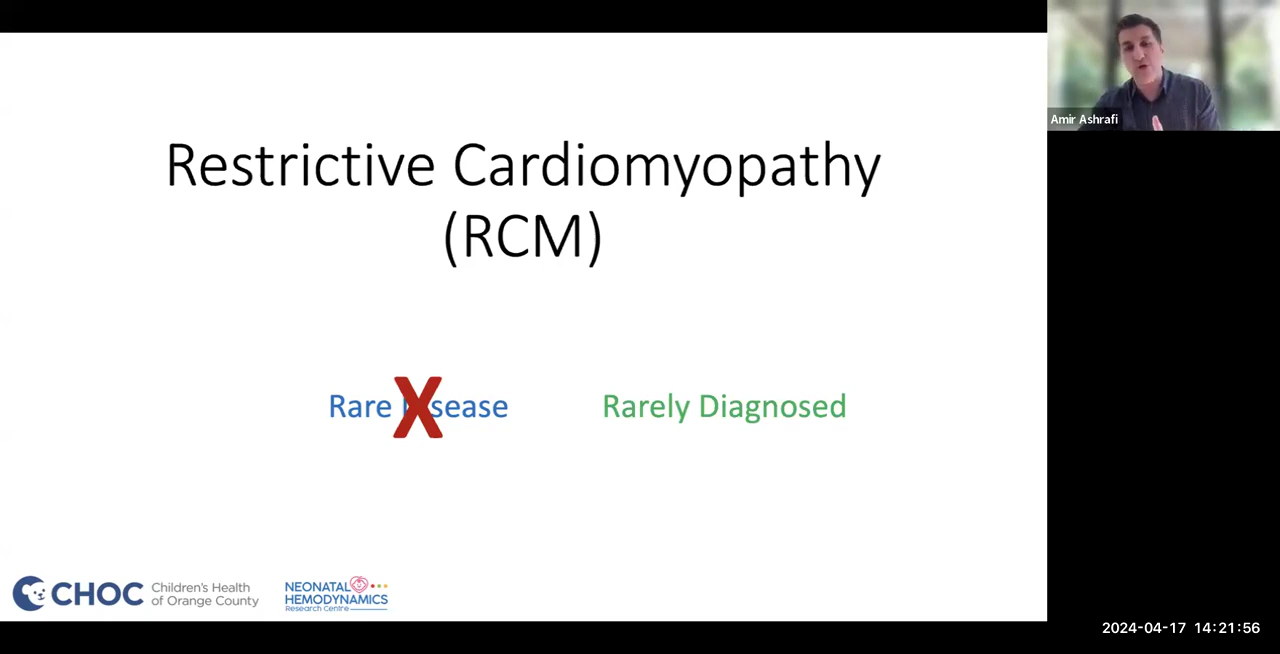 Restrictive Cardiomyopathy
(RCM)
Rare sease
X
Rarely Diagnosed
CHOC
Children's Health
of Orange County
NEONATAL
HEMODYNAMICS
Research Centre
Amir Ashrafi
2024-04-17 14:21:56